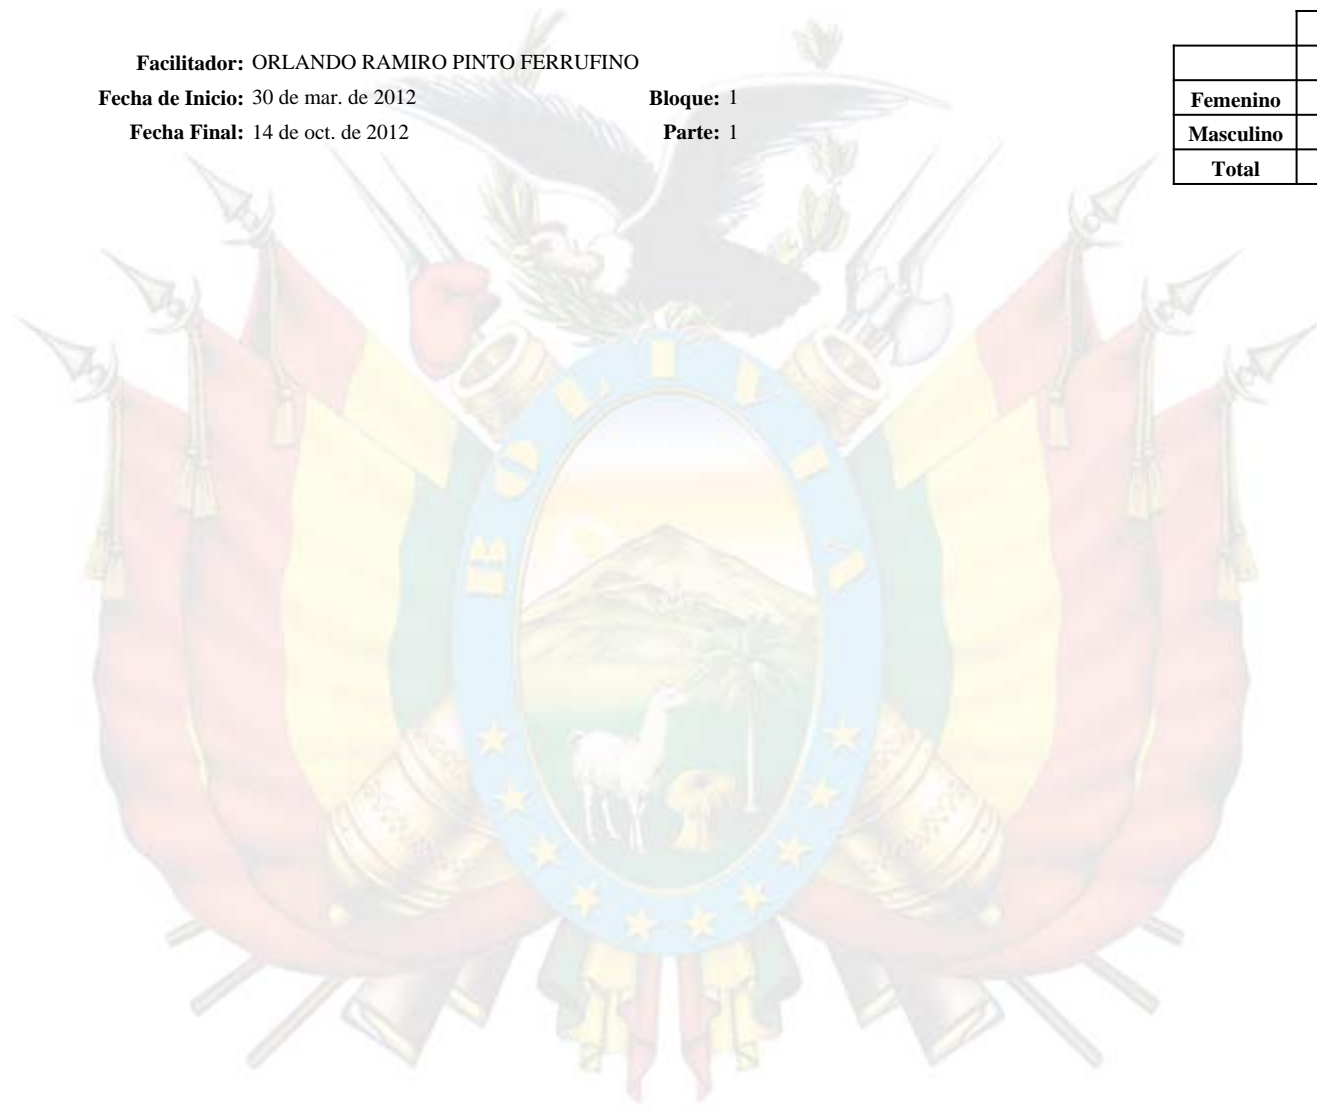 Facilitador: ORLANDO RAMIRO PINTO FERRUFINO
Fecha de Inicio: 30 de mar. de 2012 Bloque: 1
Fecha Final: 14 de oct. de 2012 Parte: 1
Femenino
Masculino
Total
BOLIVIA